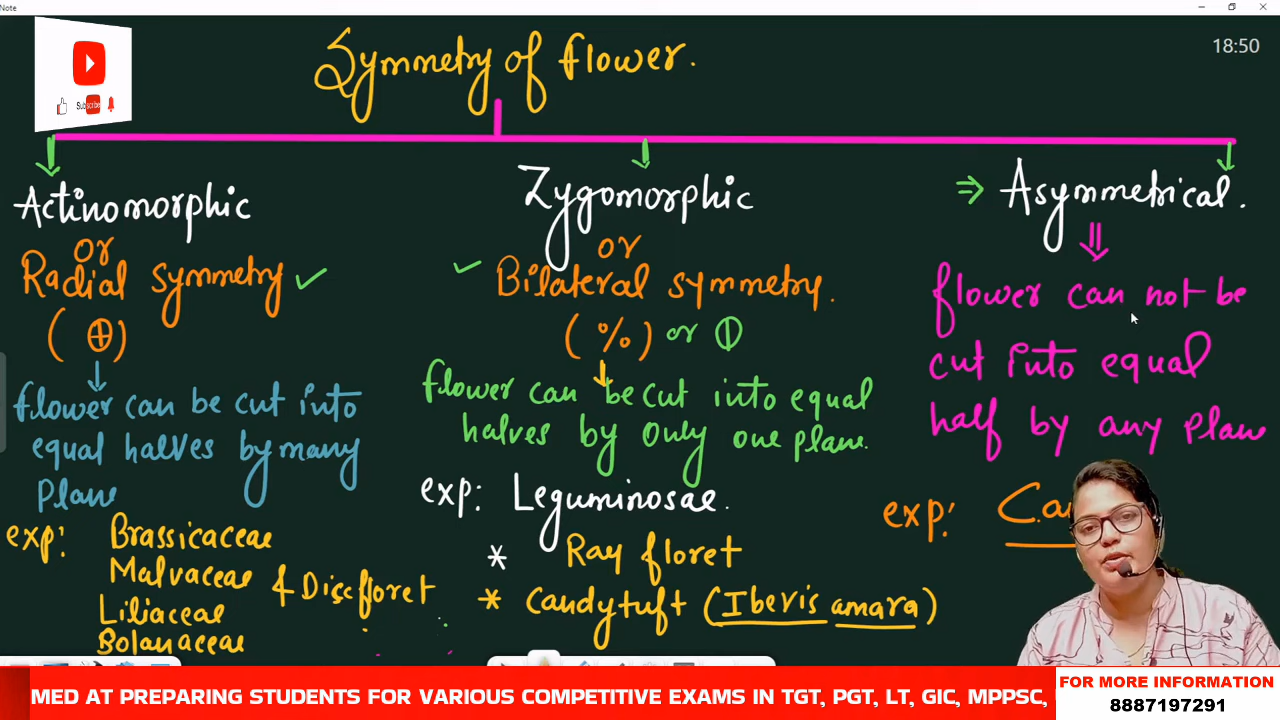 Note
18:50
Subscribe
Symmetry of flower.
Actinomorphic
or
Radial symmetry ✓
(⊕)
flower can be cut into
equal halves by many
Plane
exp: Brassicaceae
Malvaceae & Disc floret
Liliaceae
Bolanaceae
Zygomorphic
or
✓ Bilateral symmetry.
(%) or ⦶
flower can be cut into equal
halves by only one plane.
exp: Leguminosae.
* Ray floret
* Candytuft (Iberis amara)
⇒ Asymmetrical.
flower can not be
cut into equal
half by any plane
exp:
MED AT PREPARING STUDENTS FOR VARIOUS COMPETITIVE EXAMS IN TGT, PGT, LT, GIC, MPPSC,
FOR MORE INFORMATION
8887197291